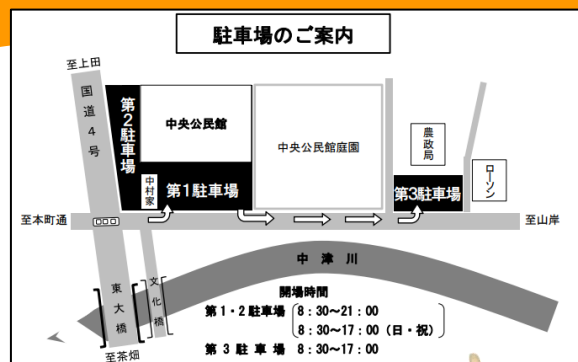 駐車場のご案内
至上田
国道4号
第2駐車場
中央公民館
中央公民館庭園
農政局
ローソン
中村家
第1駐車場
第3駐車場
至本町通
至山岸
中津川
東大橋
文化橋
至茶畑
開場時間
第1・2駐車場 8:30~21:00
8:30~17:00(日・祝)
第3駐車場 8:30~17:00